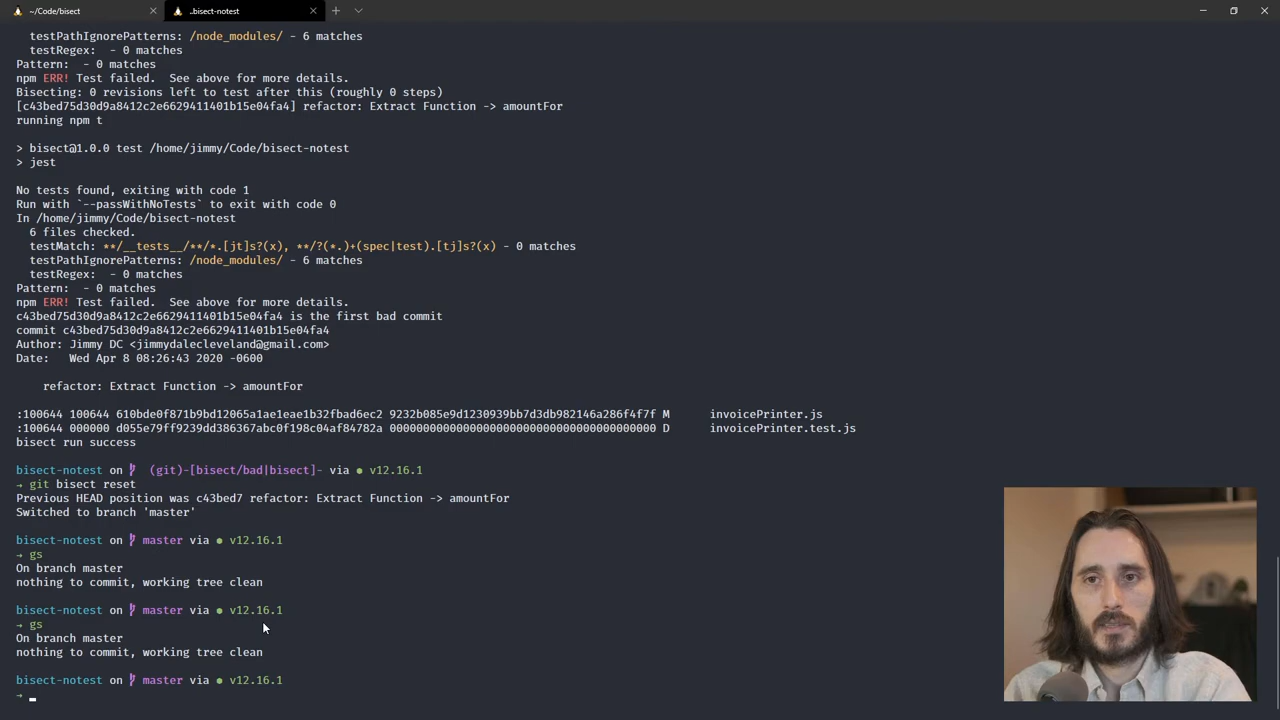 ~/Code/bisect
..bisect-notest
testPathIgnorePatterns: /node_modules/ - 6 matches
testRegex:  - 0 matches
Pattern:  - 0 matches
npm ERR! Test failed.  See above for more details.
Bisecting: 0 revisions left to test after this (roughly 0 steps)
[c43bed75d30d9a8412c2e6629411401b15e04fa4] refactor: Extract Function -> amountFor
running npm t
> bisect@1.0.0 test /home/jimmy/Code/bisect-notest
> jest
No tests found, exiting with code 1
Run with `--passWithNoTests` to exit with code 0
In /home/jimmy/Code/bisect-notest
6 files checked.
testMatch: **/__tests__/**/*.[jt]s?(x), **/?(*.)+(spec|test).[tj]s?(x) - 0 matches
testPathIgnorePatterns: /node_modules/ - 6 matches
testRegex:  - 0 matches
Pattern:  - 0 matches
npm ERR! Test failed.  See above for more details.
c43bed75d30d9a8412c2e6629411401b15e04fa4 is the first bad commit
commit c43bed75d30d9a8412c2e6629411401b15e04fa4
Author: Jimmy DC <jimmydalecleveland@gmail.com>
Date:   Wed Apr 8 08:26:43 2020 -0600
refactor: Extract Function -> amountFor
:100644 100644 610bde0f871b9bd12065a1ae1eae1b32fbad6ec2 9232b085e9d1230939bb7d3db982146a286f4f7f M      invoicePrinter.js
:100644 000000 d055e79ff9239dd386367abc0f198c04af84782a 0000000000000000000000000000000000000000 D      invoicePrinter.test.js
bisect run success
bisect-notest on (git)-[bisect/bad|bisect]- via ● v12.16.1
→ git bisect reset
Previous HEAD position was c43bed7 refactor: Extract Function -> amountFor
Switched to branch 'master'
bisect-notest on master via ● v12.16.1
→ gs
On branch master
nothing to commit, working tree clean
bisect-notest on master via ● v12.16.1
→ gs
On branch master
nothing to commit, working tree clean
bisect-notest on master via ● v12.16.1
→